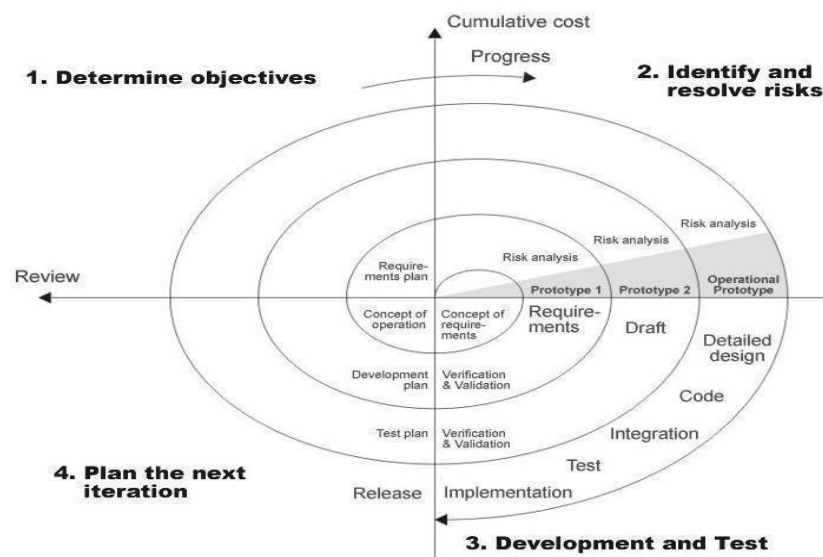 Cumulative cost
Progress
1. Determine objectives
2. Identify and
resolve risks
Risk analysis
Risk analysis
Risk analysis
Require-
ments plan
Review
Prototype 1
Prototype 2
Operational
Prototype
Concept of
operation
Concept of
require-
ments
Require-
ments
Draft
Detailed
design
Development
plan
Verification
& Validation
Code
Test plan
Verification
& Validation
Integration
Test
4. Plan the next
iteration
Release
Implementation
3. Development and Test